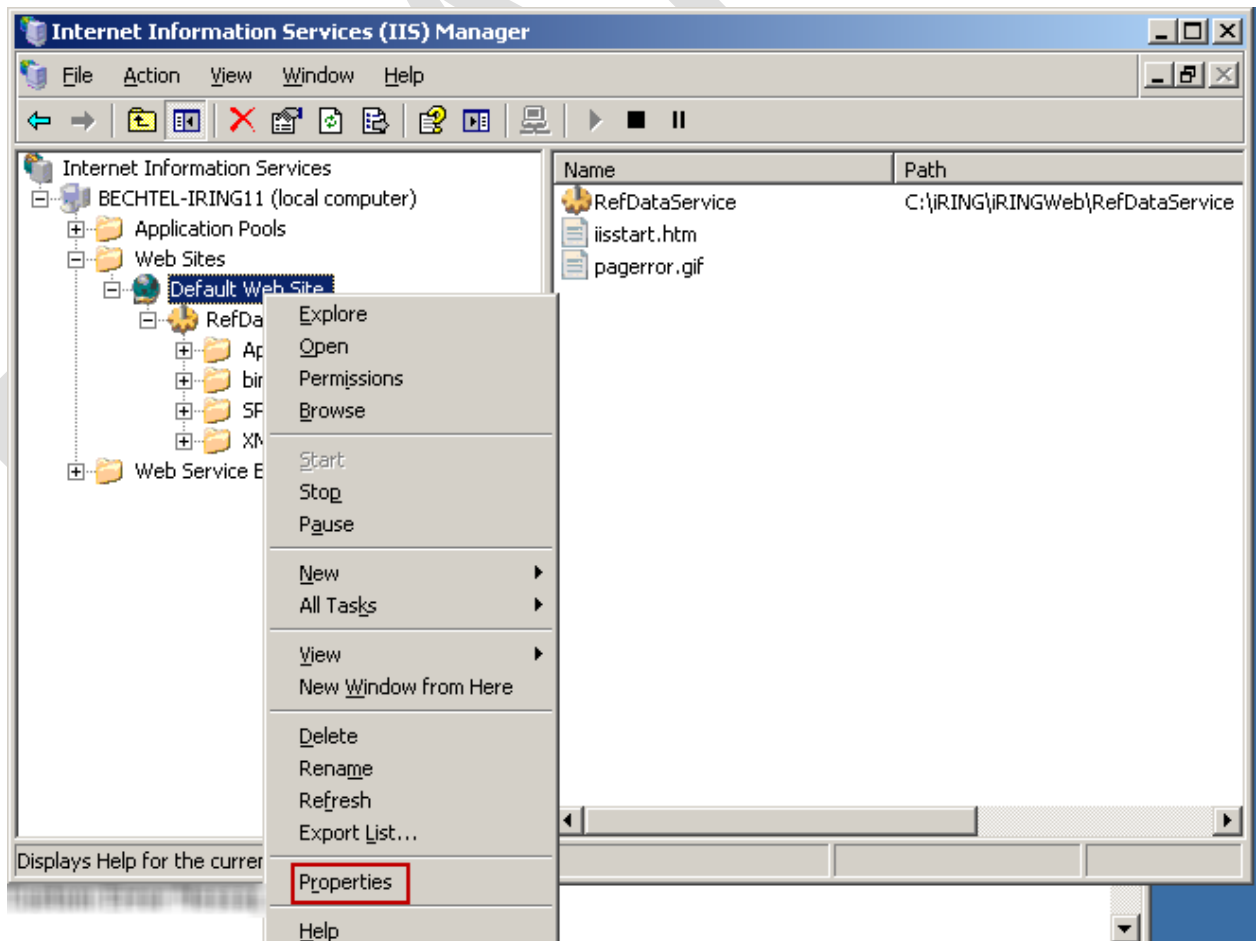 Internet Information Services (IIS) Manager
File Action View Window Help
Internet Information Services
BECHTEL-IRING11 (local computer)
Application Pools
Web Sites
Default Web Site
RefDa
Ap
bin
SP
XM
Web Service E
Name Path
RefDataService C:\iRING\iRINGWeb\RefDataService
iisstart.htm
pagerror.gif
Explore
Open
Permissions
Browse
Start
Stop
Pause
New
All Tasks
View
New Window from Here
Delete
Rename
Refresh
Export List...
Properties
Help
Displays Help for the curren